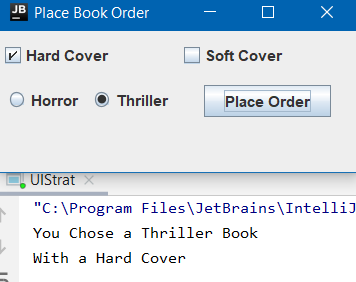 JB Place Book Order
Hard Cover Soft Cover
Horror Thriller Place Order
UIStrat
"C:\Program Files\JetBrains\IntelliJ
You Chose a Thriller Book
With a Hard Cover